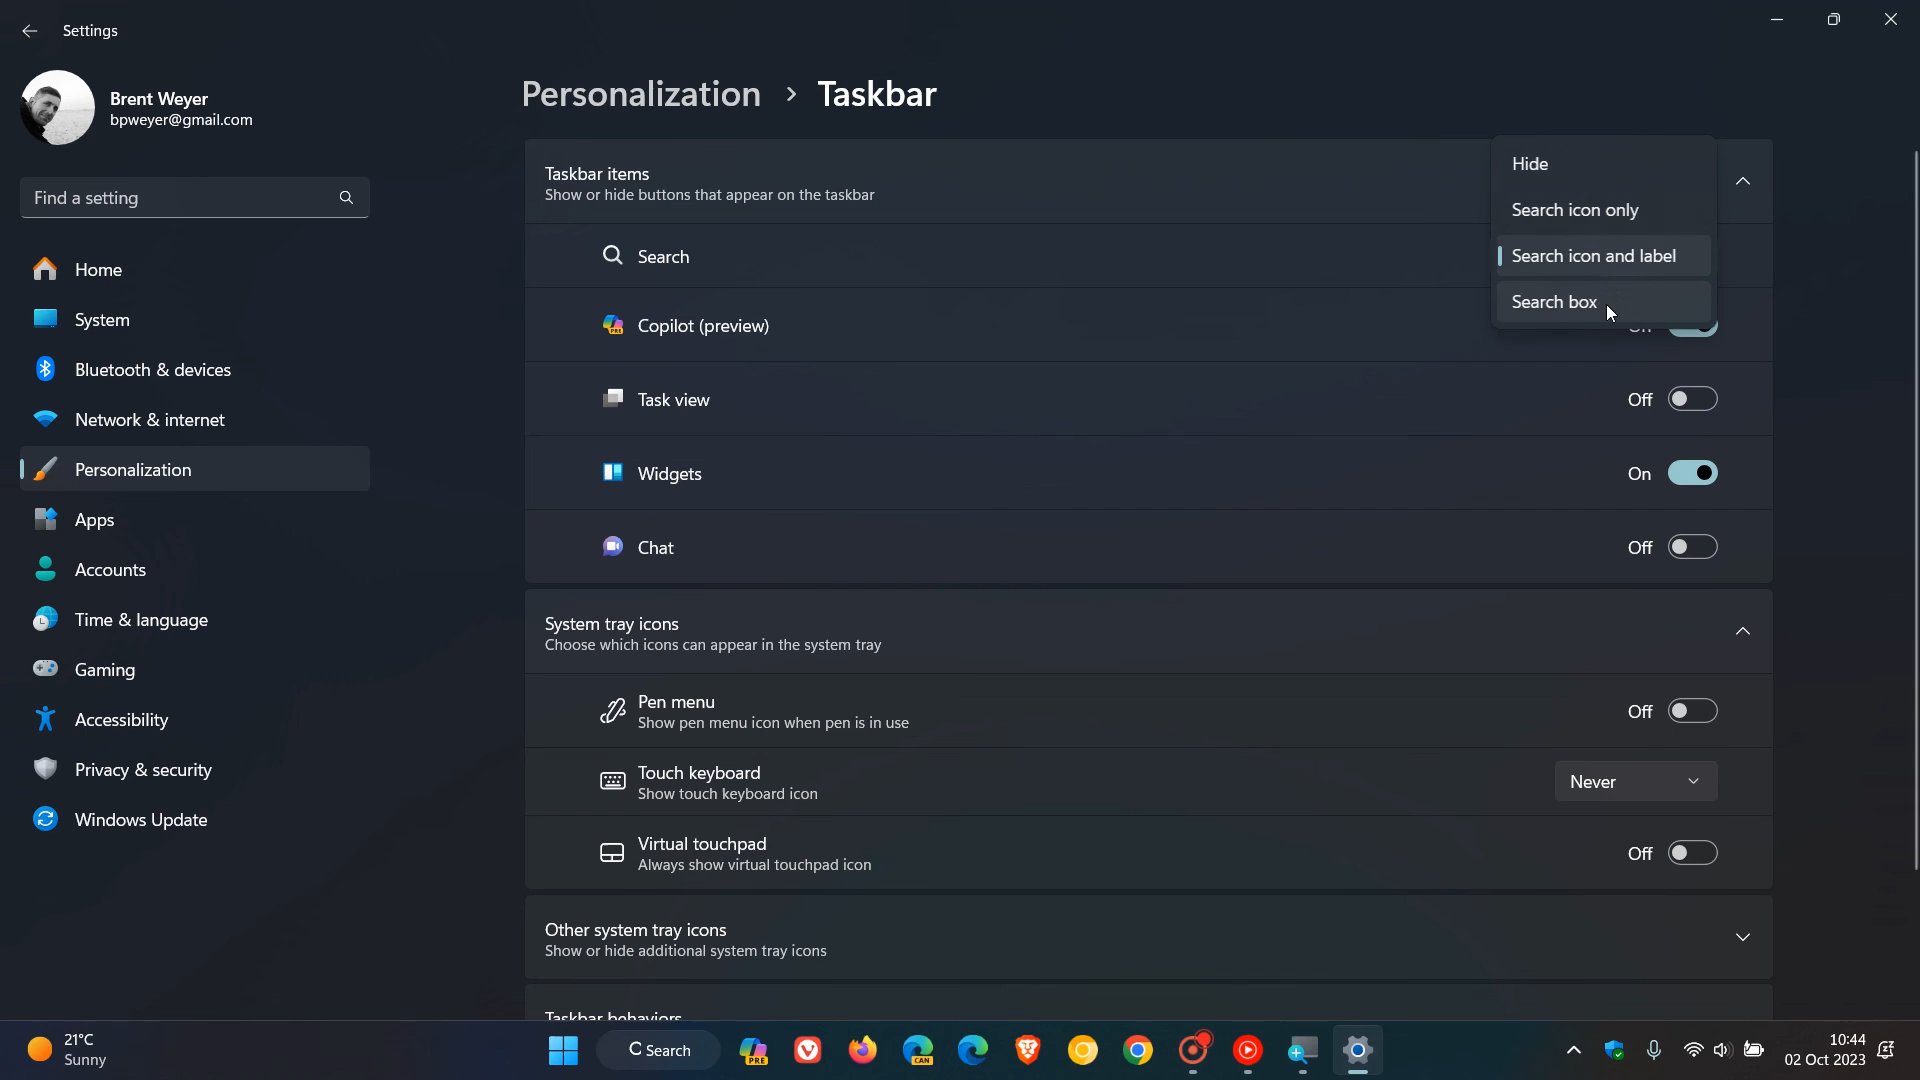 Settings
Brent Weyer
bpweyer@gmail.com
Find a setting
Home
System
Bluetooth & devices
Network & internet
Personalization
Apps
Accounts
Time & language
Gaming
Accessibility
Privacy & security
Windows Update
Personalization > Taskbar
Taskbar items
Show or hide buttons that appear on the taskbar
Hide
Search icon only
Search icon and label
Search box
Search
Copilot (preview)
On
Task view
Off
Widgets
On
Chat
Off
System tray icons
Choose which icons can appear in the system tray
Pen menu
Show pen menu icon when pen is in use
Off
Touch keyboard
Show touch keyboard icon
Never
Virtual touchpad
Always show virtual touchpad icon
Off
Other system tray icons
Show or hide additional system tray icons
Taskbar behaviors
21°C
Sunny
Search
PRE
CAN
10:44
02 Oct 2023